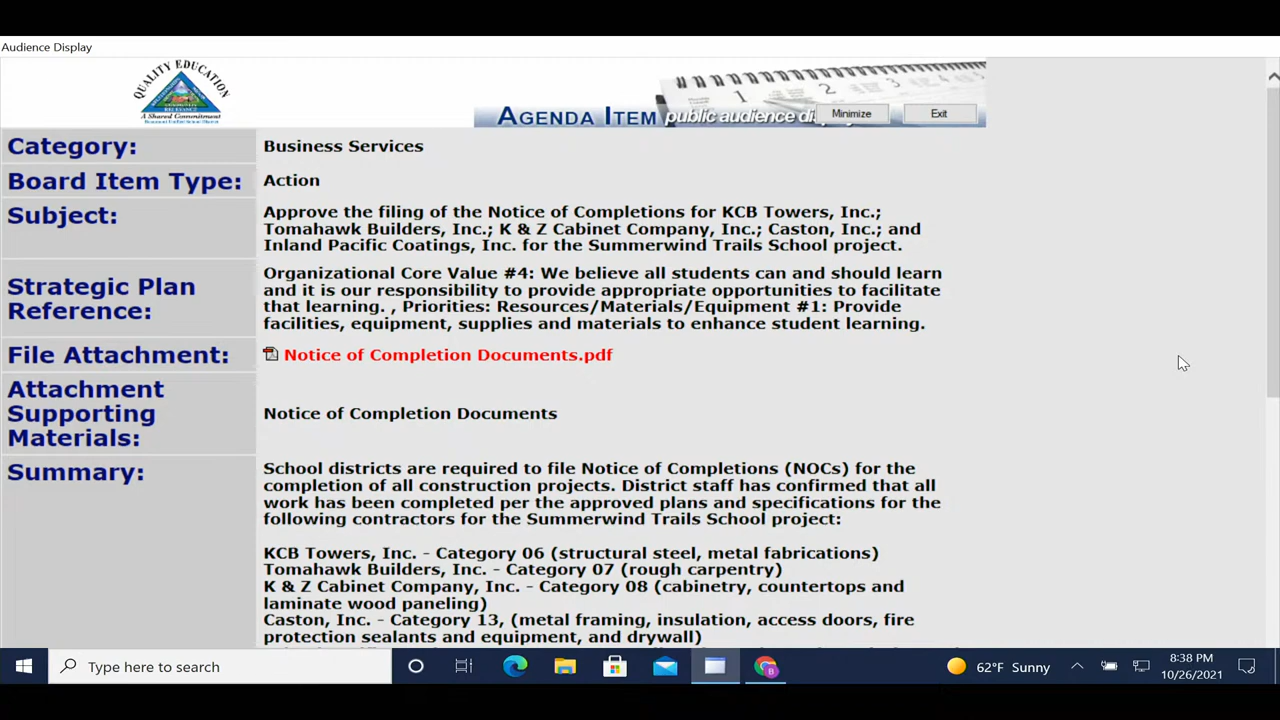 Audience Display
QUALITY EDUCATION
A Shared Commitment
AGENDA ITEM public audience
Minimize
Exit
Category:
Business Services
Board Item Type:
Action
Subject:
Approve the filing of the Notice of Completions for KCB Towers, Inc.;
Tomahawk Builders, Inc.; K & Z Cabinet Company, Inc.; Caston, Inc.; and
Inland Pacific Coatings, Inc. for the Summerwind Trails School project.
Strategic Plan
Reference:
Organizational Core Value #4: We believe all students can and should learn
and it is our responsibility to provide appropriate opportunities to facilitate
that learning. , Priorities: Resources/Materials/Equipment #1: Provide
facilities, equipment, supplies and materials to enhance student learning.
File Attachment:
Notice of Completion Documents.pdf
Attachment
Supporting
Materials:
Notice of Completion Documents
Summary:
School districts are required to file Notice of Completions (NOCs) for the
completion of all construction projects. District staff has confirmed that all
work has been completed per the approved plans and specifications for the
following contractors for the Summerwind Trails School project:
KCB Towers, Inc. - Category 06 (structural steel, metal fabrications)
Tomahawk Builders, Inc. - Category 07 (rough carpentry)
K & Z Cabinet Company, Inc. - Category 08 (cabinetry, countertops and
laminate wood paneling)
Caston, Inc. - Category 13, (metal framing, insulation, access doors, fire
protection sealants and equipment, and drywall)
Type here to search
62°F Sunny
8:38 PM
10/26/2021